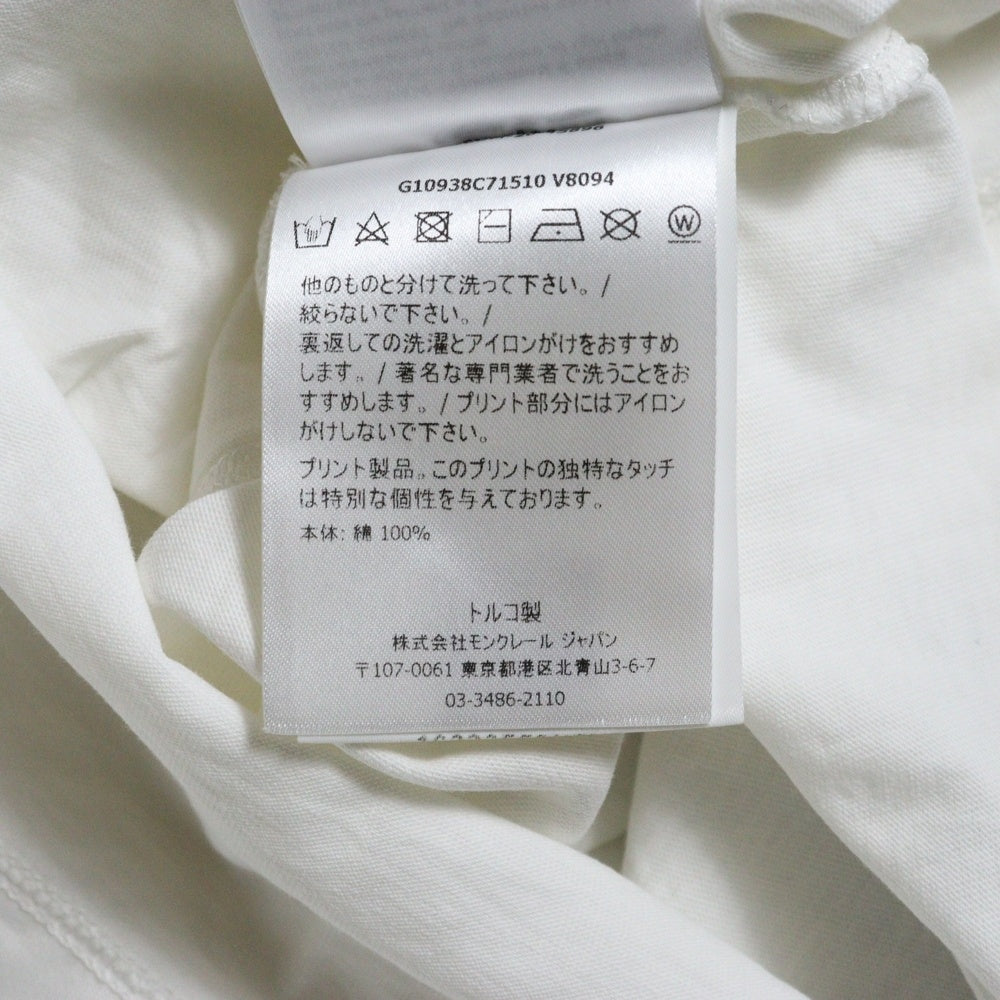 G10938C71510 V8094
W
他のものと分けて洗って下さい。/
絞らないで下さい。/
裏返しての洗濯とアイロンがけをおすすめ
します。/ 著名な専門業者で洗うことをお
すすめします。/ プリント部分にはアイロン
がけしないで下さい。
プリント製品。このプリントの独特なタッチ
は特別な個性を与えております。
本体: 綿 100%
トルコ製
株式会社モンクレール ジャパン
〒107-0061 東京都港区北青山3-6-7
03-3486-2110